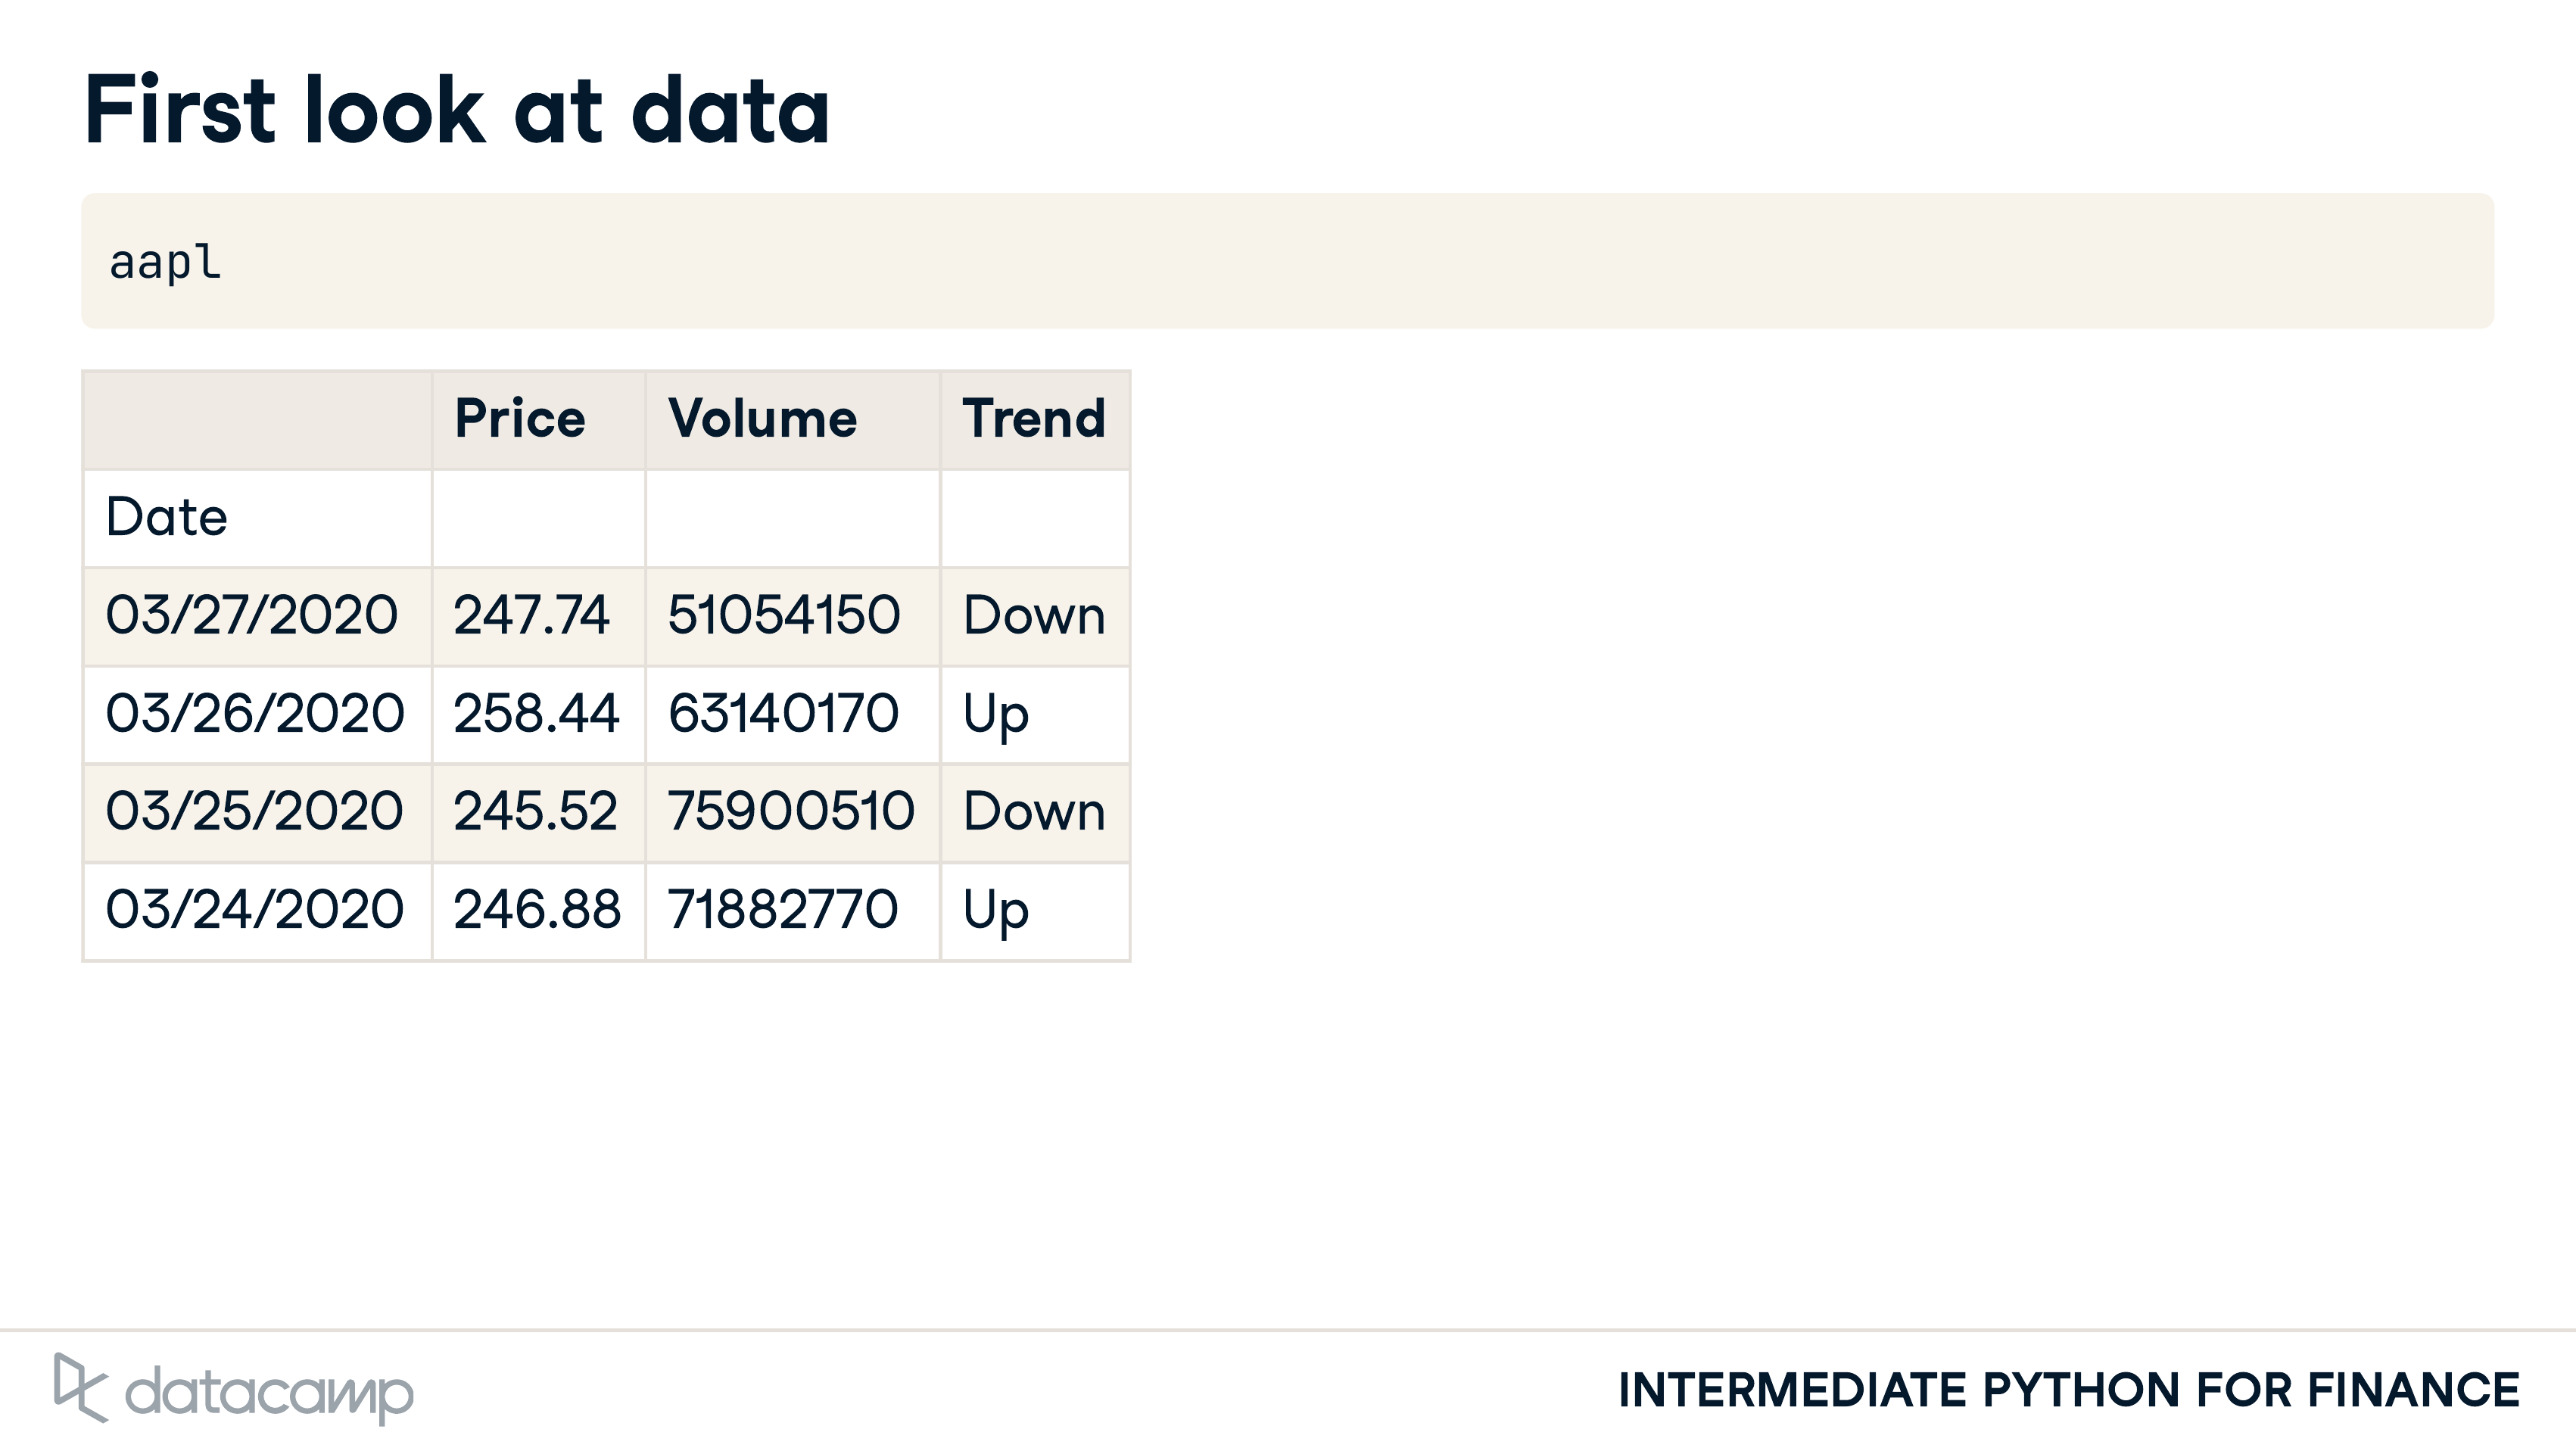 First look at data
aapl
Price Volume Trend
Date
03/27/2020 247.74 51054150 Down
03/26/2020 258.44 63140170 Up
03/25/2020 245.52 75900510 Down
03/24/2020 246.88 71882770 Up
datacamp
INTERMEDIATE PYTHON FOR FINANCE